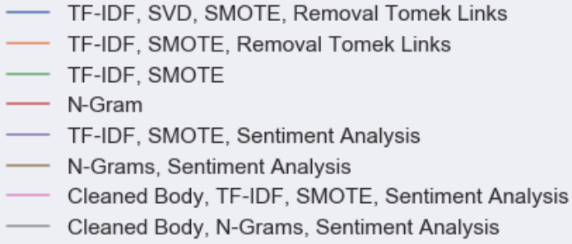 TF-IDF, SVD, SMOTE, Removal Tomek Links
TF-IDF, SMOTE, Removal Tomek Links
TF-IDF, SMOTE
N-Gram
TF-IDF, SMOTE, Sentiment Analysis
N-Grams, Sentiment Analysis
Cleaned Body, TF-IDF, SMOTE, Sentiment Analysis
Cleaned Body, N-Grams, Sentiment Analysis